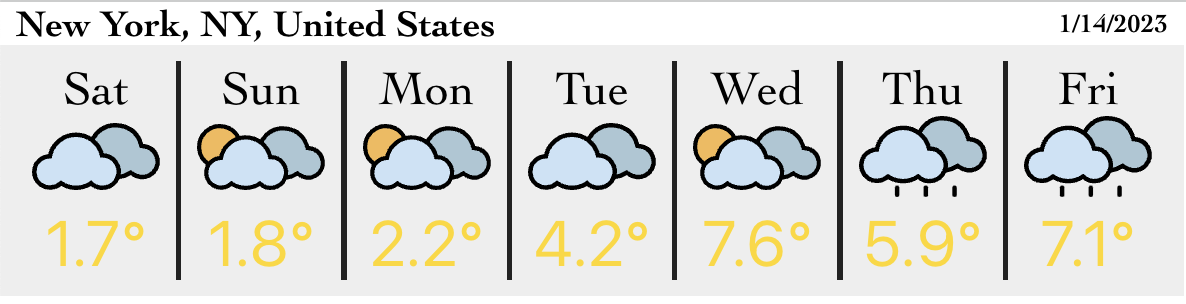 New York, NY, United States 1/14/2023
Sat Sun Mon Tue Wed Thu Fri
1.7° 1.8° 2.2° 4.2° 7.6° 5.9° 7.1°